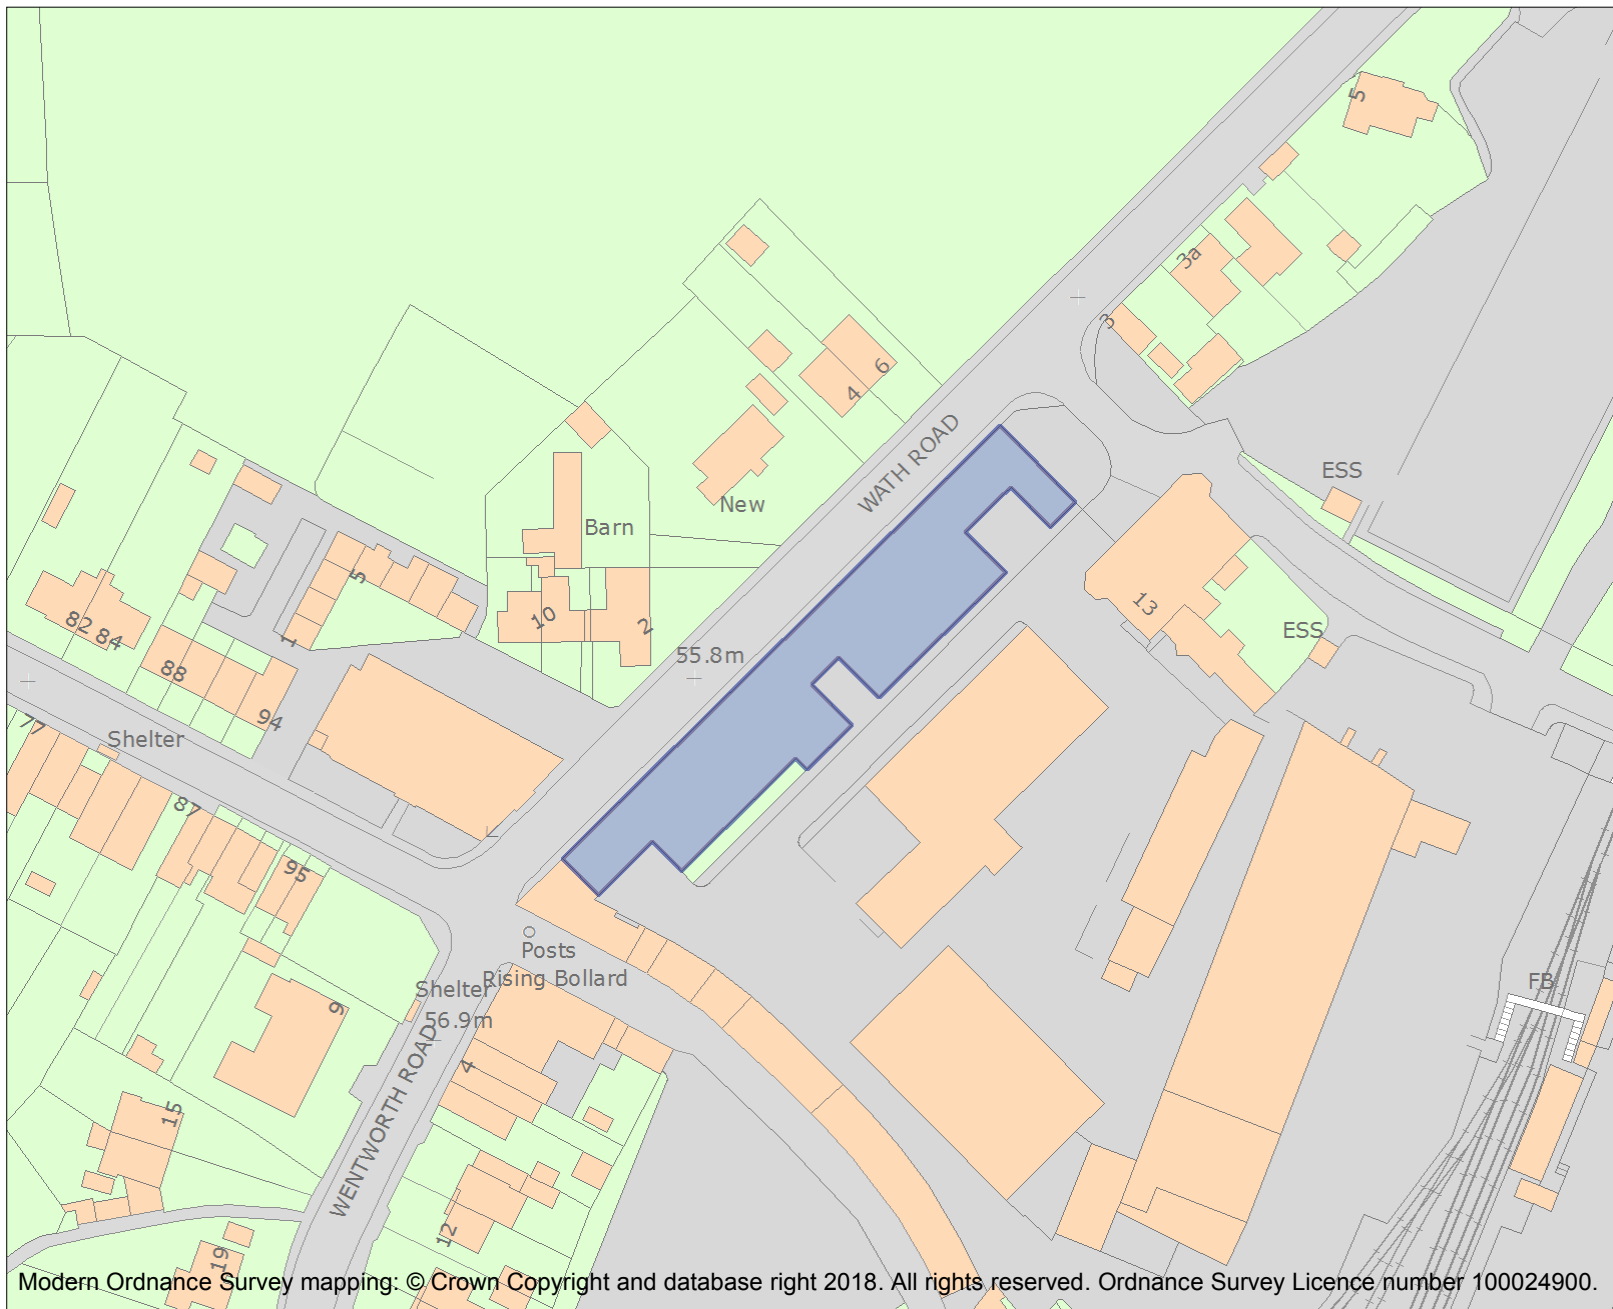 5
3a
3
6
4
WATH ROAD
New
Barn
ESS
5
10
2
13
82 84
88
1
55.8m
ESS
94
77
Shelter
87
95
Posts
Rising Bollard
Shelter
56.9m
FB
9
4
15
WENTWORTH ROAD
12
19
Modern Ordnance Survey mapping: © Crown Copyright and database right 2018. All rights reserved. Ordnance Survey Licence number 100024900.